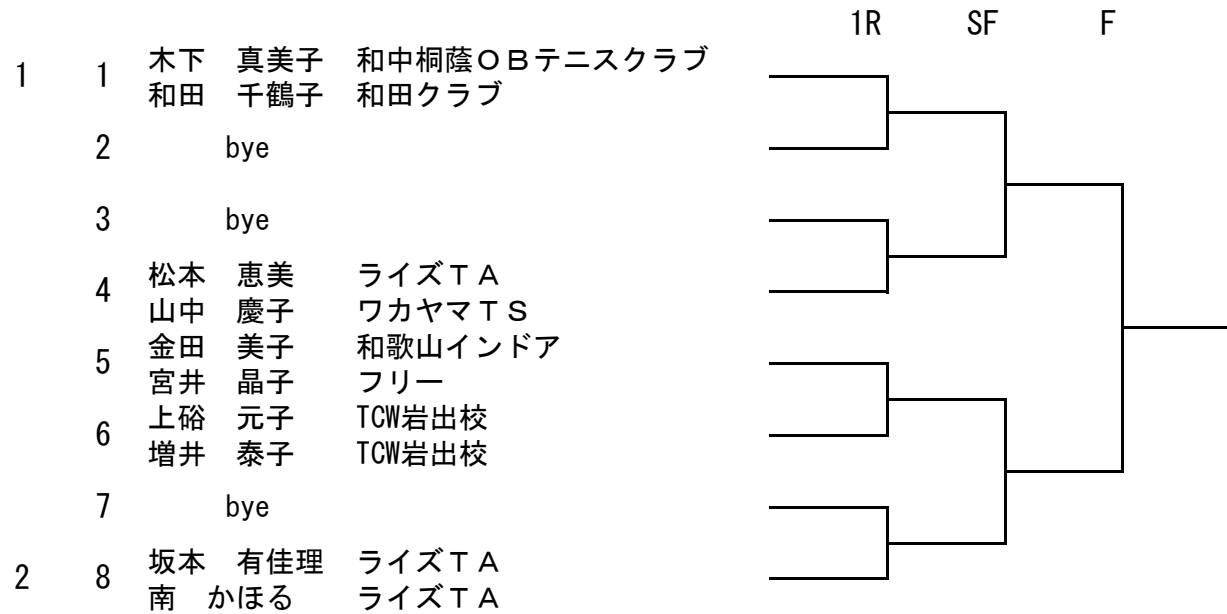 1R SF F
1 1 木下 真美子 和中桐蔭OBテニスクラブ
和田 千鶴子 和田クラブ
2 bye
3 bye
4 松本 恵美 ライズTA
山中 慶子 ワカヤマTS
5 金田 美子 和歌山インドア
宮井 晶子 フリー
6 上硲 元子 TCW岩出校
増井 泰子 TCW岩出校
7 bye
2 8 坂本 有佳理 ライズTA
南 かほる ライズTA